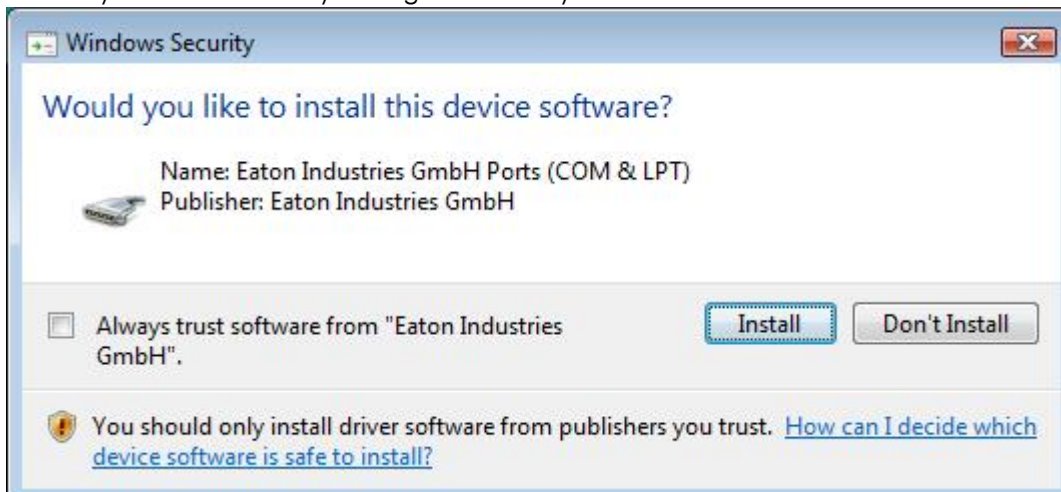 Windows Security
Would you like to install this device software?
Name: Eaton Industries GmbH Ports (COM & LPT)
Publisher: Eaton Industries GmbH
Always trust software from "Eaton Industries
GmbH".
Install
Don't Install
You should only install driver software from publishers you trust. How can I decide which
device software is safe to install?